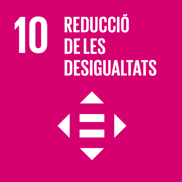 10 REDUCCIÓ
DE LES
DESIGUALTATS